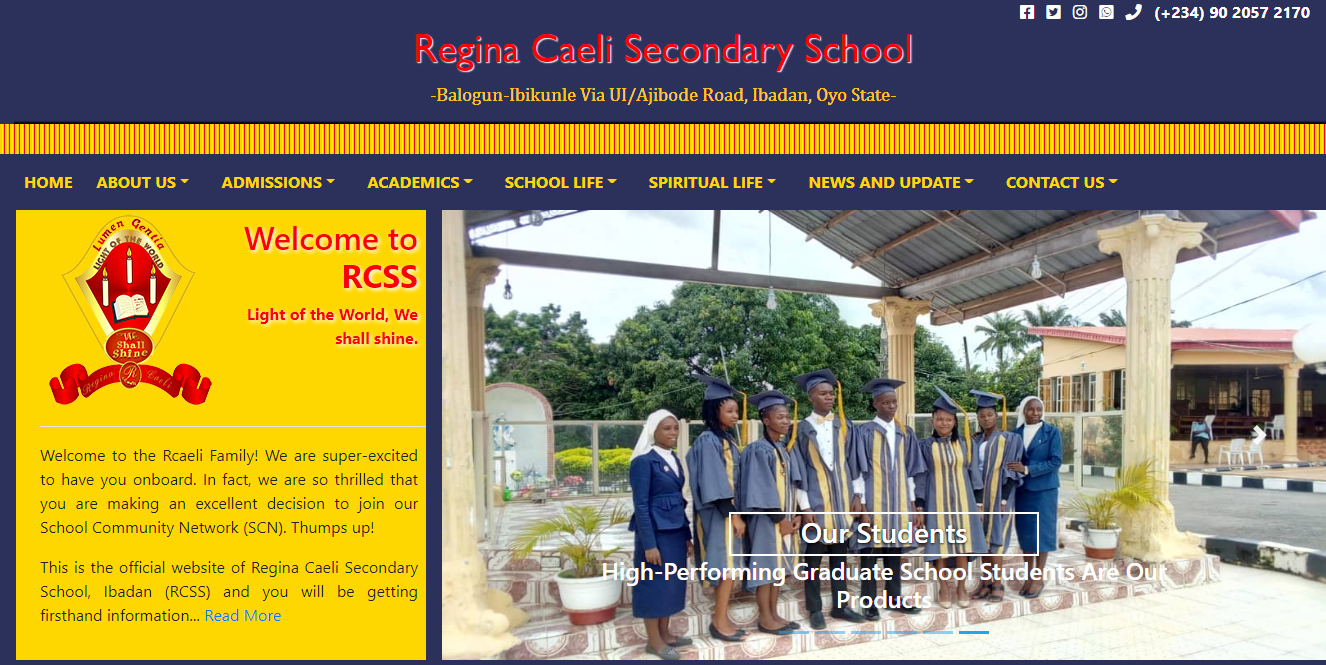 (+234) 90 2057 2170
Regina Caeli Secondary School
-Balogun-Ibikunle Via UI/Ajibode Road, Ibadan, Oyo State-
HOME ABOUT US ADMISSIONS ACADEMICS SCHOOL LIFE SPIRITUAL LIFE NEWS AND UPDATE CONTACT US
Lumen Gentia
LIGHT OF THE WORLD
We
Shall
Shine
Regina R Caeli
Welcome to
RCSS
Light of the World, We
shall shine.
Welcome to the Rcaeli Family! We are super-excited
to have you onboard. In fact, we are so thrilled that
you are making an excellent decision to join our
School Community Network (SCN). Thumps up!
This is the official website of Regina Caeli Secondary
School, Ibadan (RCSS) and you will be getting
firsthand information... Read More
Our Students
High-Performing Graduate School Students Are Our
Products